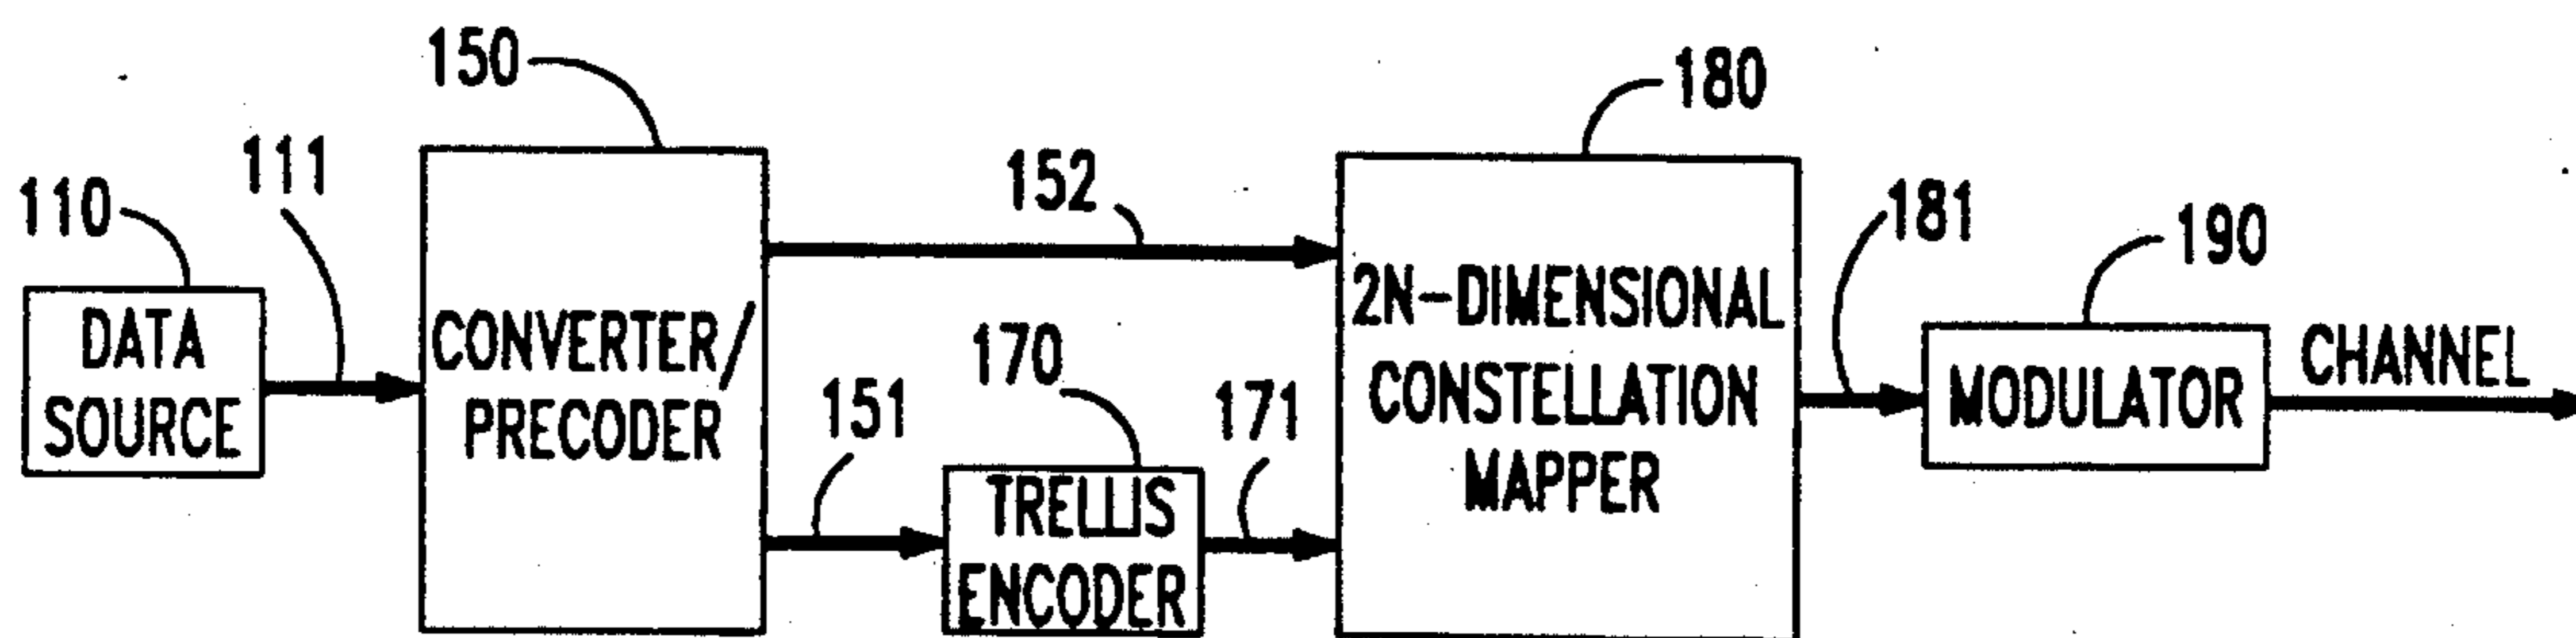 150
180
111
152
110
181
190
DATA
SOURCE
CONVERTER/
PRECODER
170
151
171
TRELLIS
ENCODER
2N-DIMENSIONAL
CONSTELLATION
MAPPER
MODULATOR
CHANNEL